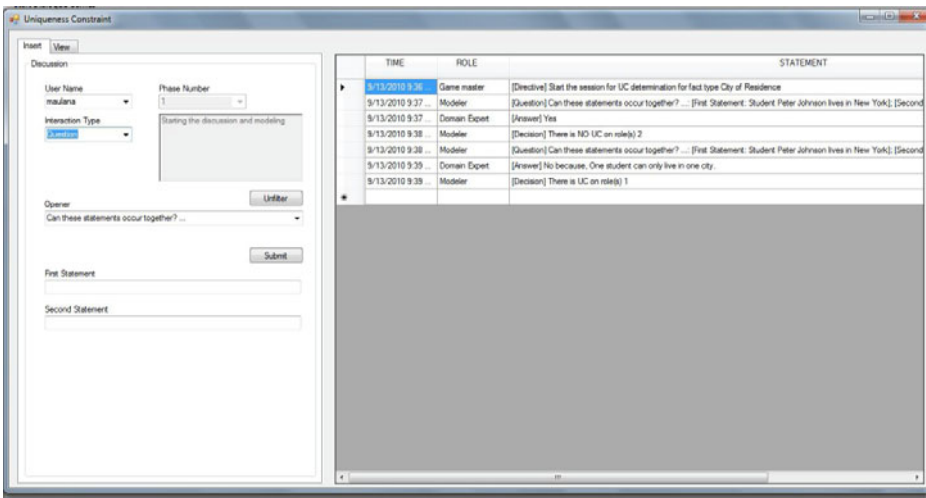 Uniqueness Constraint
Insert View
Discussion
User Name Phase Number
maulana 1
Interaction Type
Question
Starting the discussion and modeling
Unfilter
Opener
Can these statements occur together? ...
Submit
First Statement
Second Statement
TIME ROLE STATEMENT
9/13/2010 9:36 ... Game master [Directive] Start the session for UC determination for fact type City of Residence
9/13/2010 9:37 ... Modeler [Question] Can these statements occur together? ...: [First Statement: Student Peter Johnson lives in New York]; [Second
9/13/2010 9:37 ... Domain Expert [Answer] Yes
9/13/2010 9:38 ... Modeler [Decision] There is NO UC on role(s) 2
9/13/2010 9:38 ... Modeler [Question] Can these statements occur together? ...: [First Statement: Student Peter Johnson lives in New York]; [Second
9/13/2010 9:39 ... Domain Expert [Answer] No because, One student can only live in one city.
9/13/2010 9:39 ... Modeler [Decision] There is UC on role(s) 1